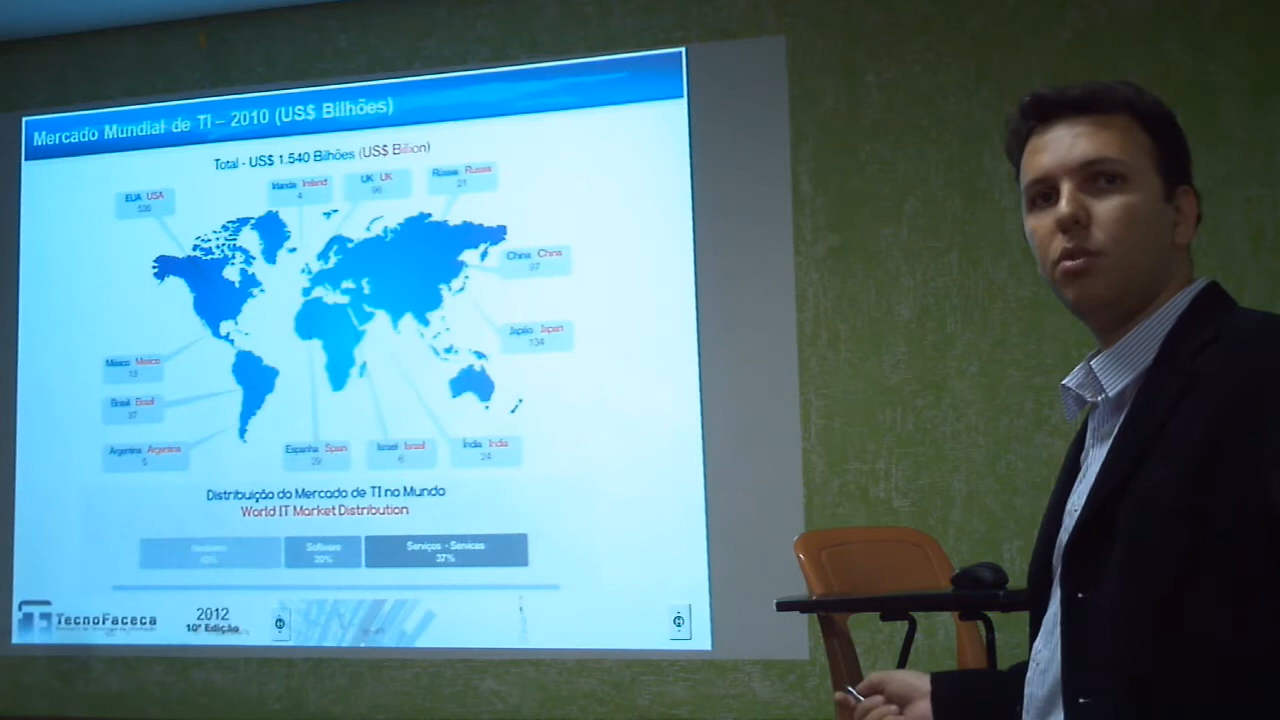 Mercado Mundial de TI – 2010 (US$ Bilhões)
Total - US$ 1.540 Bilhões (US$ Billion)
EUA USA
Irlanda Ireland
4
UK UK
96
Rússia Russia
21
China China
97
Japão Japan
134
México Mexico
13
Brasil Brazil
37
Argentina Argentina
5
Espanha Spain
29
Israel Israel
6
Índia India
24
Distribuição do Mercado de TI no Mundo
World IT Market Distribution
Software
20%
Serviços - Services
37%
TecnoFaceca
2012
10ª Edição